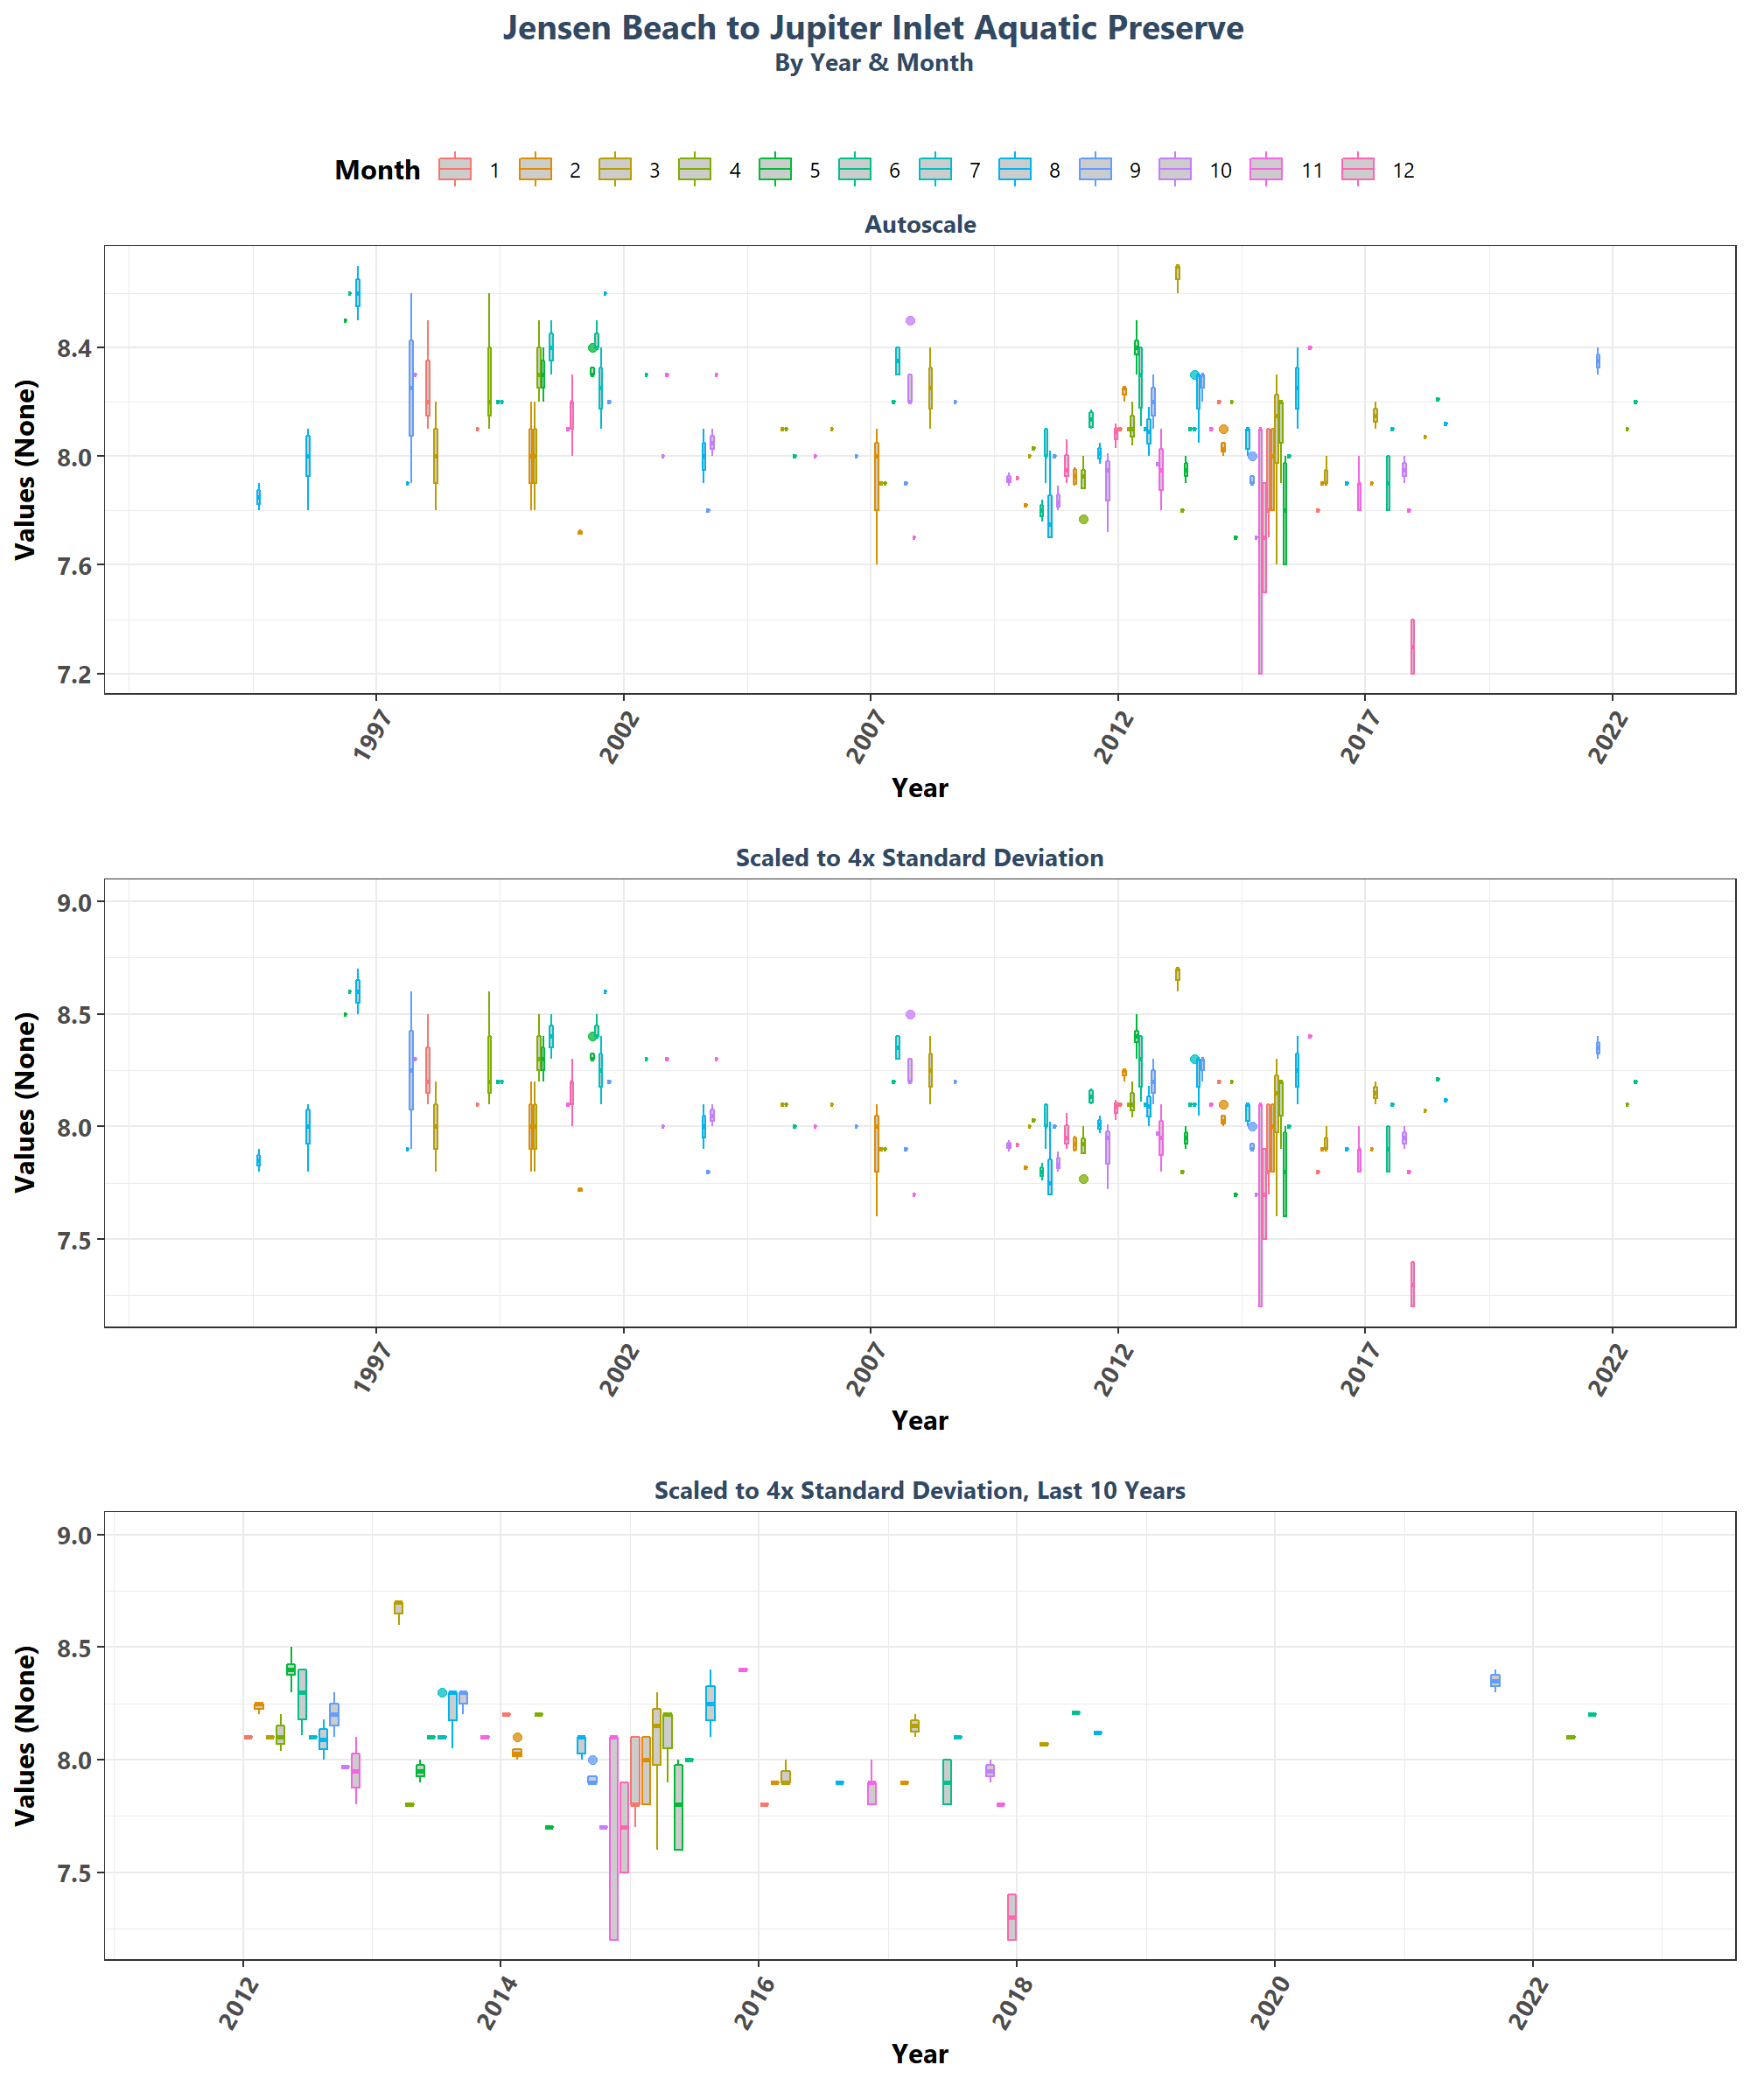 Jensen Beach to Jupiter Inlet Aquatic Preserve
By Year & Month
Month 1 2 3 4 5 6 7 8 9 10 11 12
Autoscale
Values (None)
8.4
8.0
7.6
7.2
1997 2002 2007 2012 2017 2022
Year
Scaled to 4x Standard Deviation
Values (None)
9.0
8.5
8.0
7.5
1997 2002 2007 2012 2017 2022
Year
Scaled to 4x Standard Deviation, Last 10 Years
Values (None)
9.0
8.5
8.0
7.5
2012 2014 2016 2018 2020 2022
Year